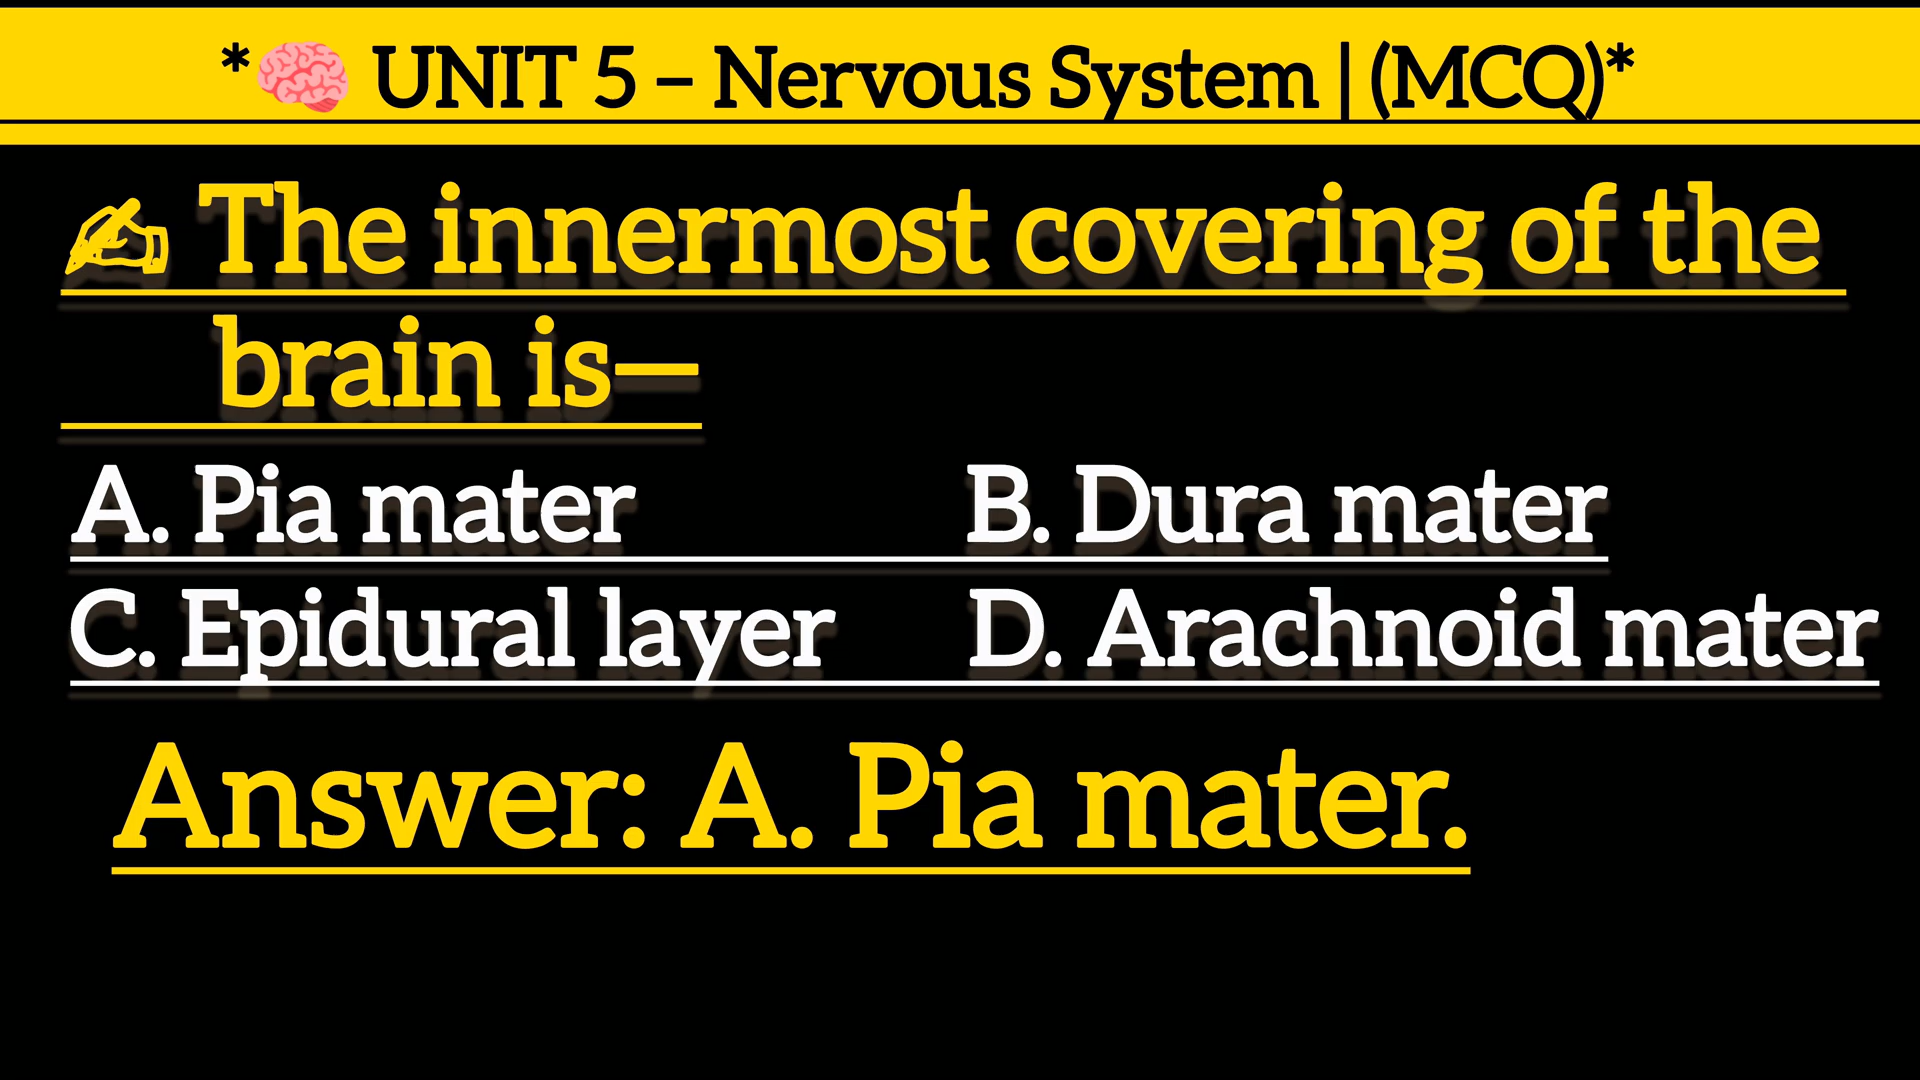 *🧠 UNIT 5 – Nervous System | (MCQ)*
✍ The innermost covering of the
brain is—
A. Pia mater B. Dura mater
C. Epidural layer D. Arachnoid mater
Answer: A. Pia mater.